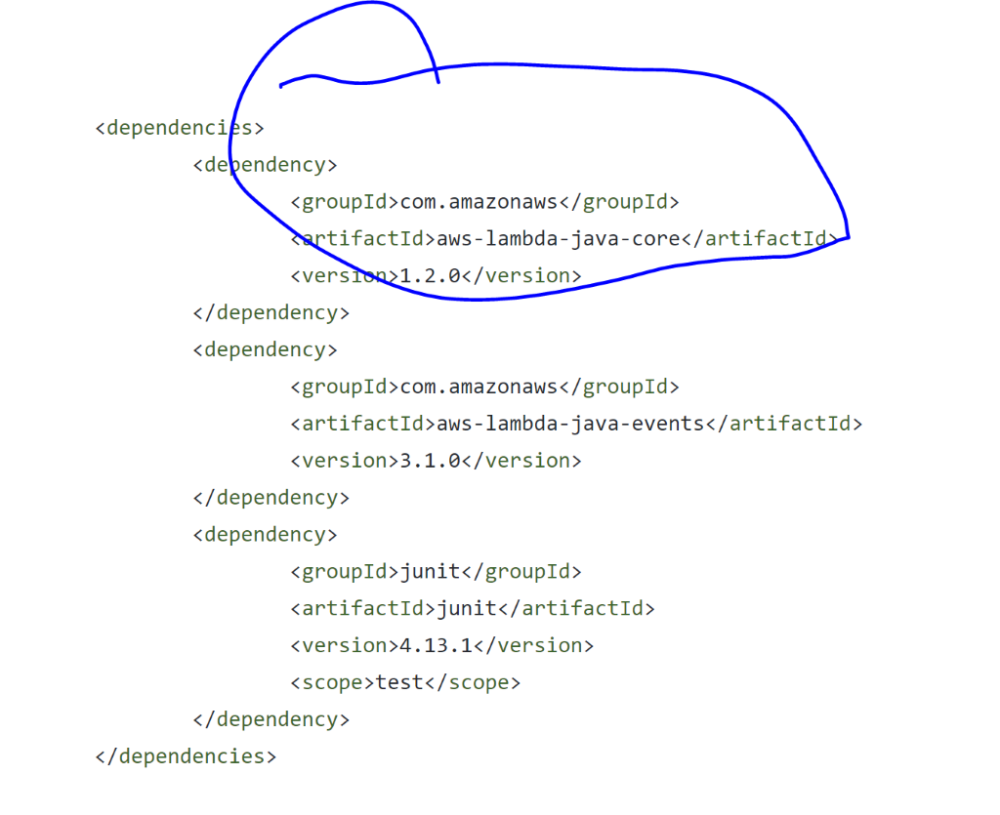 <dependencies>
<dependency>
<groupId>com.amazonaws</groupId>
<artifactId>aws-lambda-java-core</artifactId>
<version>1.2.0</version>
</dependency>
<dependency>
<groupId>com.amazonaws</groupId>
<artifactId>aws-lambda-java-events</artifactId>
<version>3.1.0</version>
</dependency>
<dependency>
<groupId>junit</groupId>
<artifactId>junit</artifactId>
<version>4.13.1</version>
<scope>test</scope>
</dependency>
</dependencies>